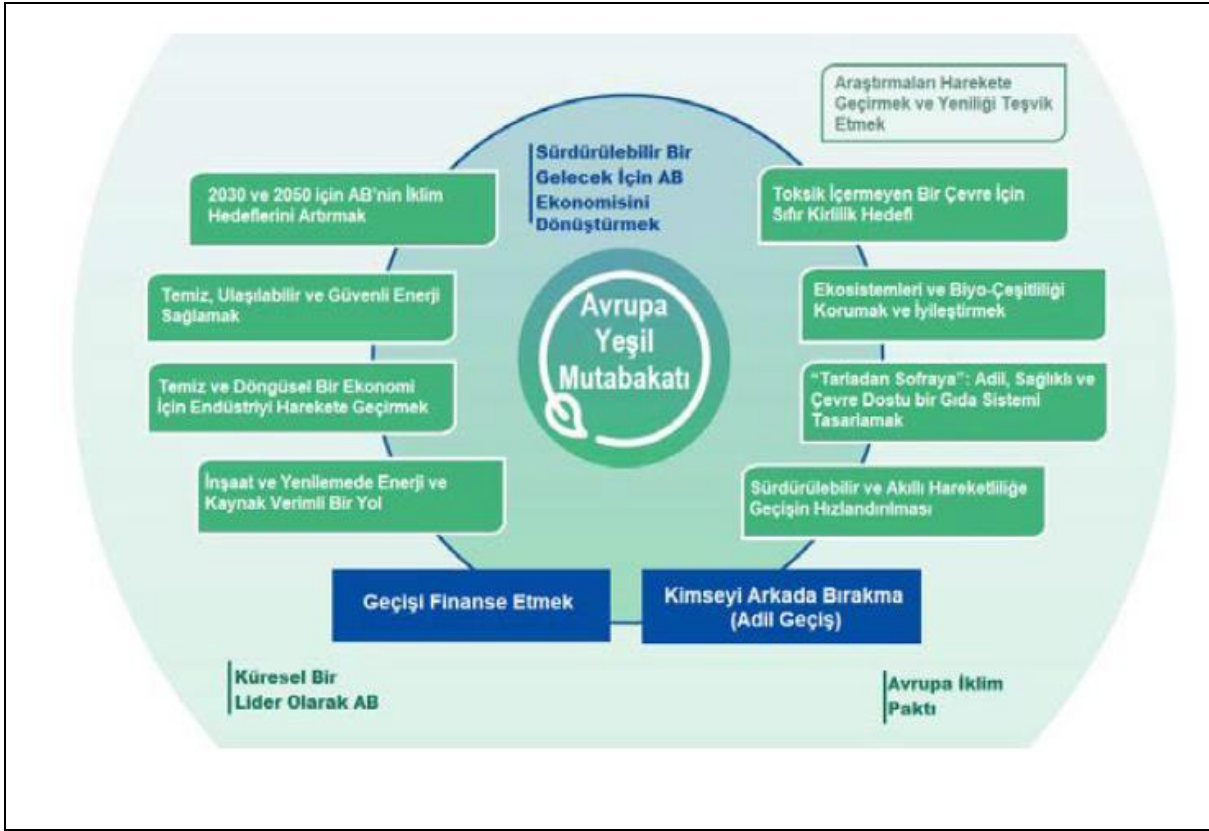 Araştırmaları Harekete
Geçirmek ve Yeniliği Teşvik
Etmek
Sürdürülebilir Bir
Gelecek İçin AB
Ekonomisini
Dönüştürmek
2030 ve 2050 için AB'nin İklim
Hedeflerini Artırmak
Toksik İçermeyen Bir Çevre İçin
Sıfır Kirlilik Hedefi
Temiz, Ulaşılabilir ve Güvenli Enerji
Sağlamak
Ekosistemleri ve Biyo-Çeşitliliği
Korumak ve İyileştirmek
Avrupa
Yeşil
Mutabakatı
Temiz ve Döngüsel Bir Ekonomi
İçin Endüstriyi Harekete Geçirmek
"Tarladan Sofraya": Adil, Sağlıklı ve
Çevre Dostu bir Gıda Sistemi
Tasarlamak
İnşaat ve Yenilemede Enerji ve
Kaynak Verimli Bir Yol
Sürdürülebilir ve Akıllı Hareketliliğe
Geçişin Hızlandırılması
Geçişi Finanse Etmek
Kimseyi Arkada Bırakma
(Adil Geçiş)
Küresel Bir
Lider Olarak AB
Avrupa İklim
Paktı